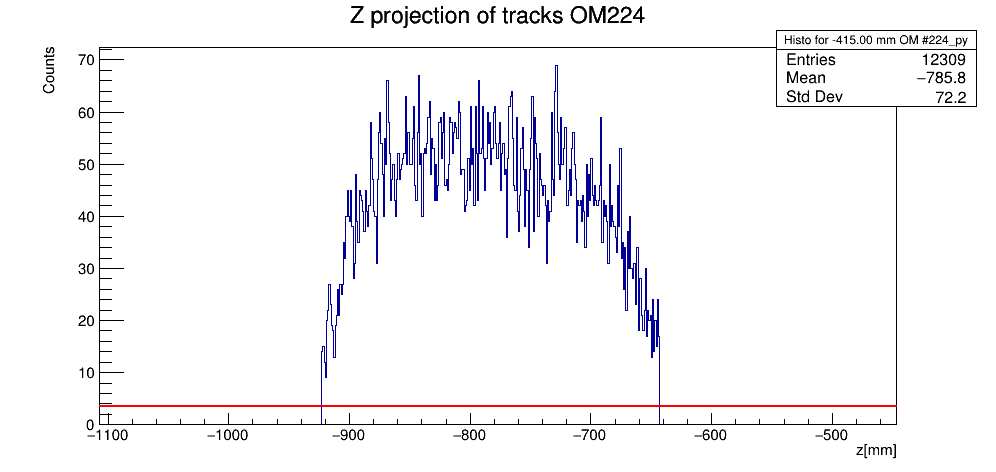 Z projection of tracks OM224
Histo for -415.00 mm OM #224_py
Entries 12309
Mean −785.8
Std Dev 72.2
Counts
70
60
50
40
30
20
10
0
−1100 −1000 −900 −800 −700 −600 −500
z[mm]